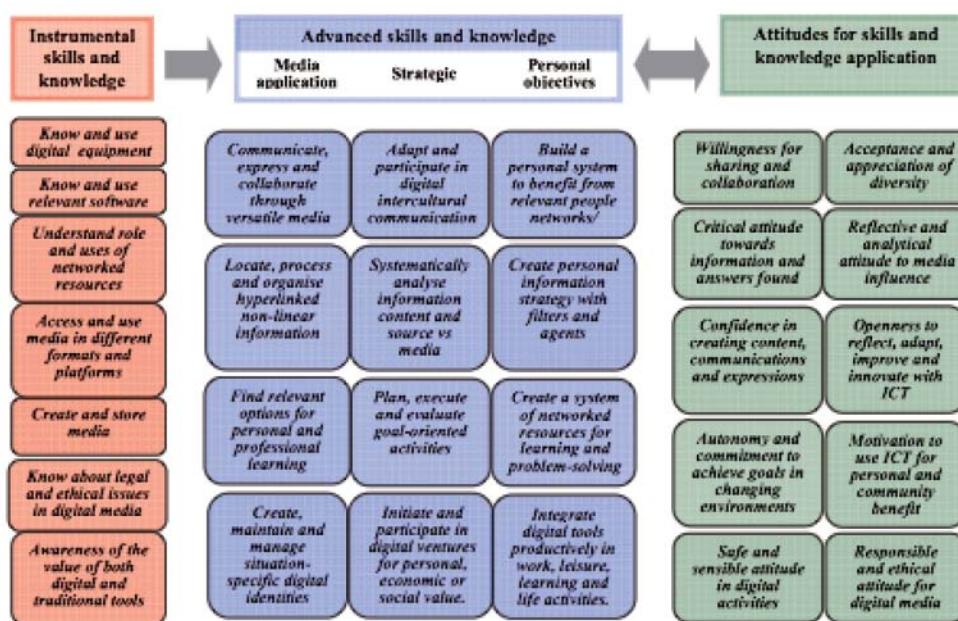 Instrumental
skills and
knowledge
Advanced skills and knowledge
Media
application
Strategic
Personal
objectives
Attitudes for skills and
knowledge application
Know and use
digital equipment
Know and use
relevant software
Understand role
and uses of
networked
resources
Access and use
media in different
formats and
platforms
Create and store
media
Know about legal
and ethical issues
in digital media
Awareness of the
value of both
digital and
traditional tools
Communicate,
express and
collaborate
through
versatile media
Adapt and
participate in
digital
intercultural
communication
Build a
personal system
to benefit from
relevant people
networks/
Locate, process
and organise
hyperlinked
non-linear
information
Systematically
analyse
information
content and
source vs
media
Create personal
information
strategy with
filters and
agents
Find relevant
options for
personal and
professional
learning
Plan, execute
and evaluate
goal-oriented
activities
Create a system
of networked
resources for
learning and
problem-solving
Create,
maintain and
manage
situation-
specific digital
identities
Initiate and
participate in
digital ventures
for personal,
economic or
social value.
Integrate
digital tools
productively in
work, leisure,
learning and
life activities.
Willingness for
sharing and
collaboration
Acceptance and
appreciation of
diversity
Critical attitude
towards
information and
answers found
Reflective and
analytical
attitude to media
influence
Confidence in
creating content,
communications
and expressions
Openness to
reflect, adapt,
improve and
innovate with
ICT
Autonomy and
commitment to
achieve goals in
changing
environments
Motivation to
use ICT for
personal and
community
benefit
Safe and
sensible attitude
in digital
activities
Responsible
and ethical
attitude for
digital media